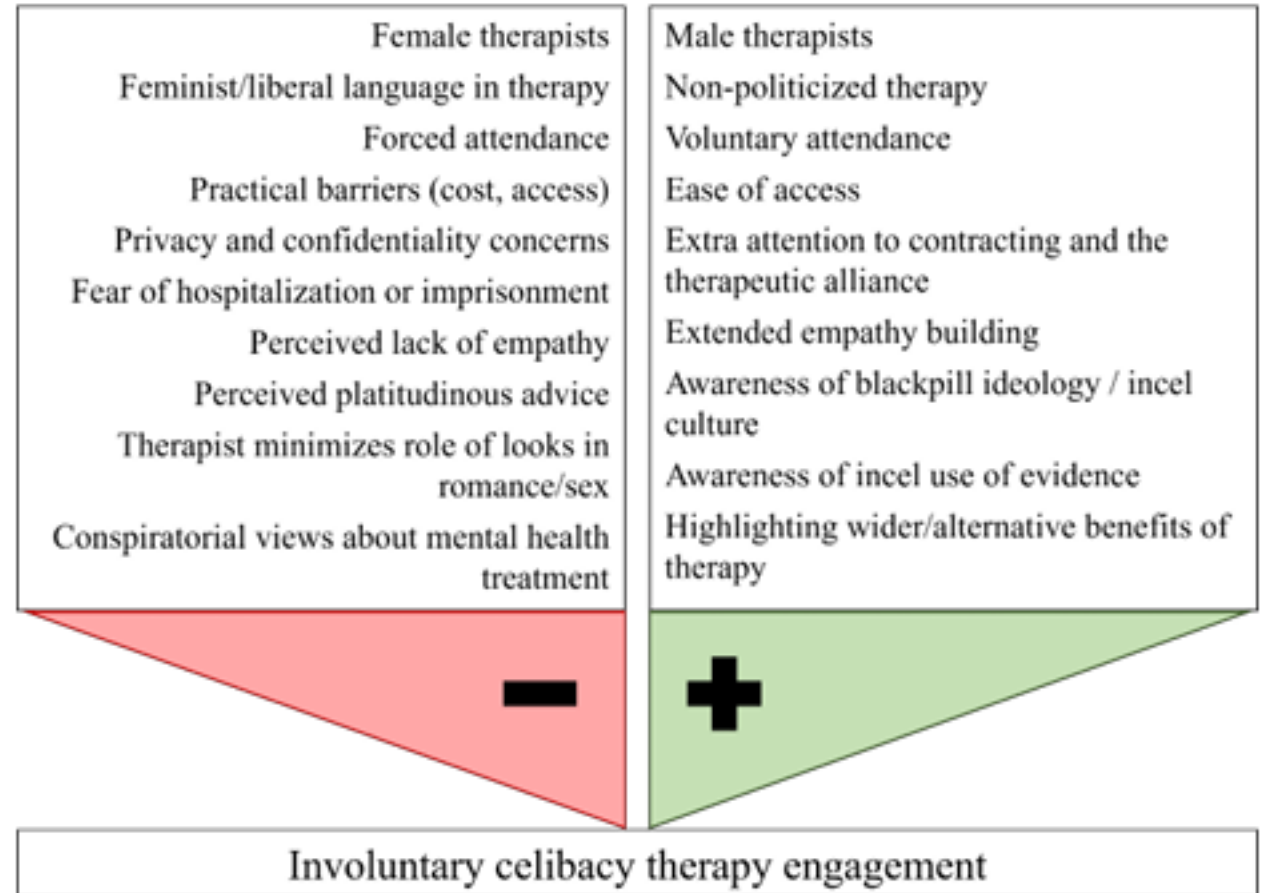 Female therapists
Feminist/liberal language in therapy
Forced attendance
Practical barriers (cost, access)
Privacy and confidentiality concerns
Fear of hospitalization or imprisonment
Perceived lack of empathy
Perceived platitudinous advice
Therapist minimizes role of looks in
romance/sex
Conspiratorial views about mental health
treatment
Male therapists
Non-politicized therapy
Voluntary attendance
Ease of access
Extra attention to contracting and the
therapeutic alliance
Extended empathy building
Awareness of blackpill ideology / incel
culture
Awareness of incel use of evidence
Highlighting wider/alternative benefits of
therapy
Involuntary celibacy therapy engagement